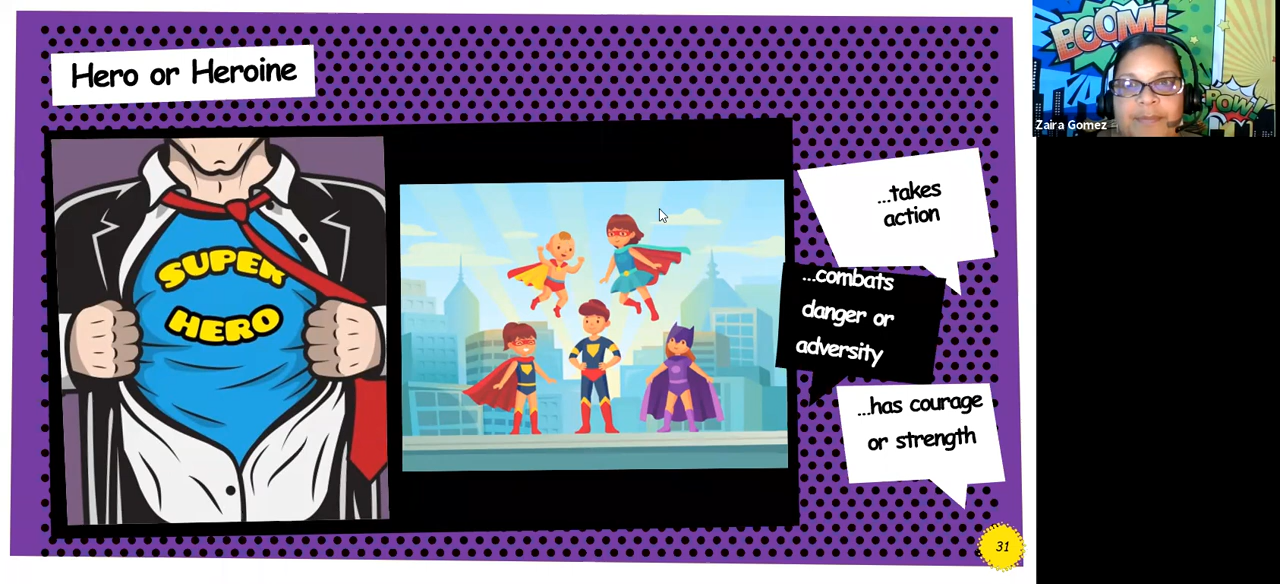 Hero or Heroine
SUPER
HERO
...takes
action
...combats
danger or
adversity
...has courage
or strength
31
BOOM!
POW!
Zaira Gomez